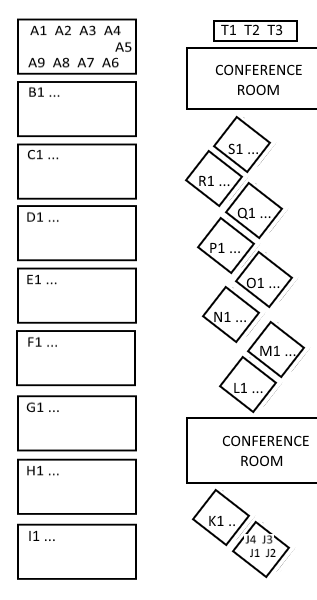 A1 A2 A3 A4
A5
A9 A8 A7 A6
B1 ...
C1 ...
D1 ...
E1 ...
F1 ...
G1 ...
H1 ...
I1 ...
T1 T2 T3
CONFERENCE
ROOM
S1 ...
R1 ...
Q1 ...
P1 ...
O1 ...
N1 ...
M1 ...
L1 ...
CONFERENCE
ROOM
K1 ..
J4 J3
J1 J2